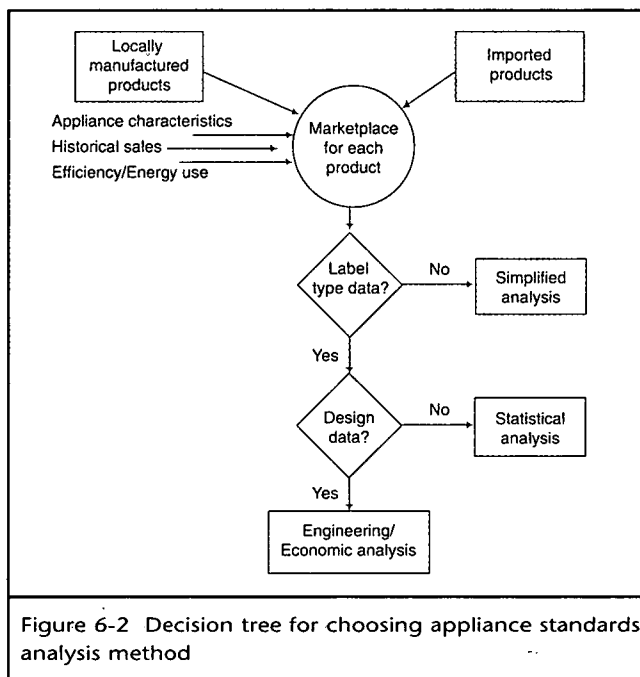 Locally
manufactured
products
Imported
products
Appliance characteristics
Historical sales
Efficiency/Energy use
Marketplace
for each
product
Label
type data?
No
Simplified
analysis
Yes
Design
data?
No
Statistical
analysis
Yes
Engineering/
Economic analysis
Figure 6-2 Decision tree for choosing appliance standards
analysis method